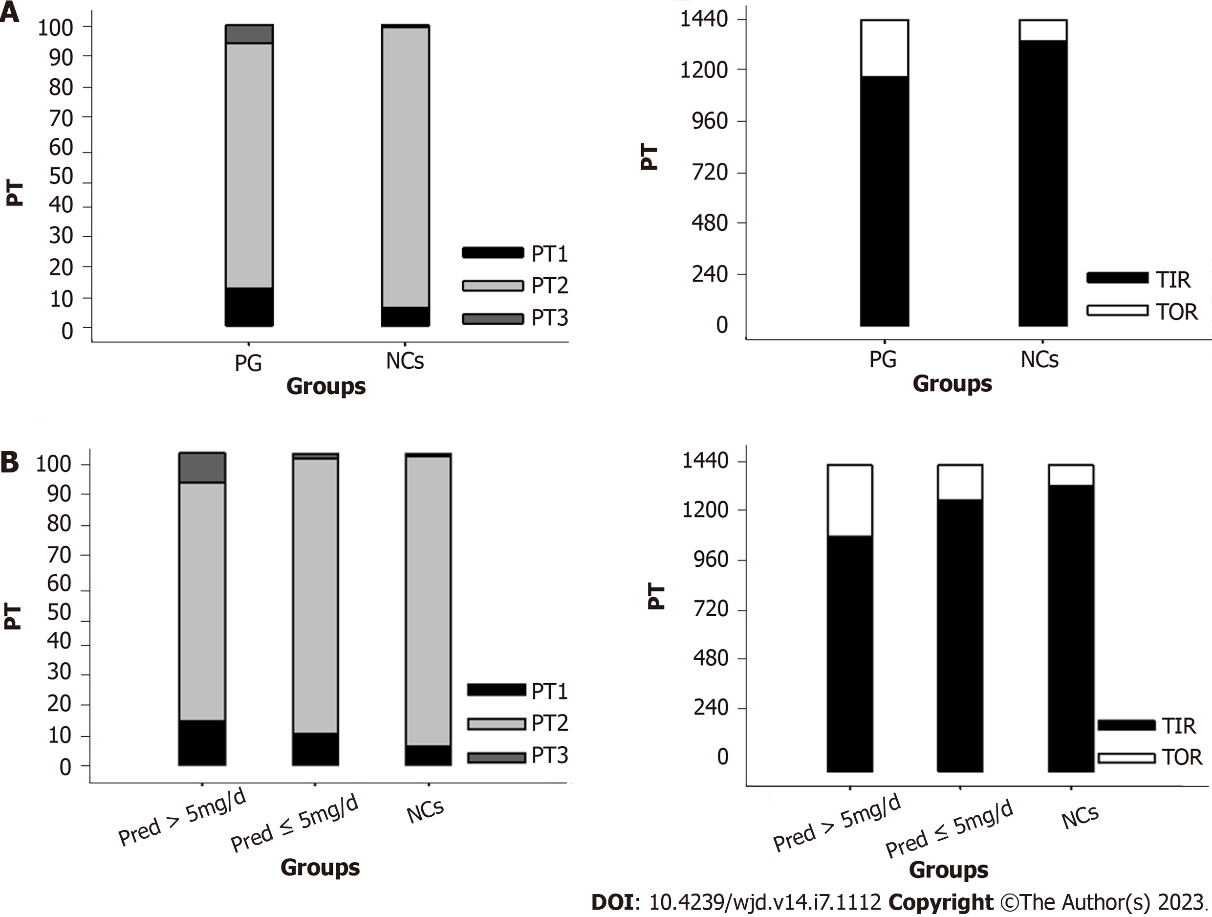 A
100
90
80
70
60
50
40
30
20
10
0
PT
PT1
PT2
PT3
PG
NCs
Groups
1440
1200
960
720
480
240
0
PT
TIR
TOR
PG
NCs
Groups
B
100
90
80
70
60
50
40
30
20
10
0
PT
PT1
PT2
PT3
Pred > 5mg/d
Pred ≤ 5mg/d
NCs
Groups
1440
1200
960
720
480
240
0
PT
TIR
TOR
Pred > 5mg/d
Pred ≤ 5mg/d
NCs
Groups
DOI: 10.4239/wjd.v14.i7.1112 Copyright ©The Author(s) 2023.